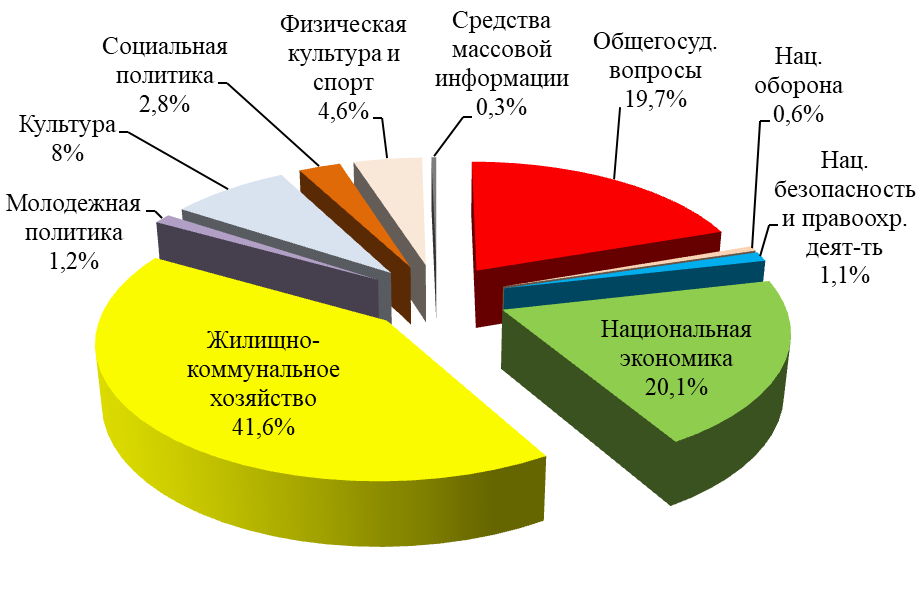 Физическая
культура и
спорт
4,6%
Средства
массовой
информации
0,3%
Общегосуд.
вопросы
19,7%
Нац.
оборона
0,6%
Социальная
политика
2,8%
Культура
8%
Нац.
безопасность
и правоохр.
деят-ть
1,1%
Молодежная
политика
1,2%
Жилищно-
коммунальное
хозяйство
41,6%
Национальная
экономика
20,1%